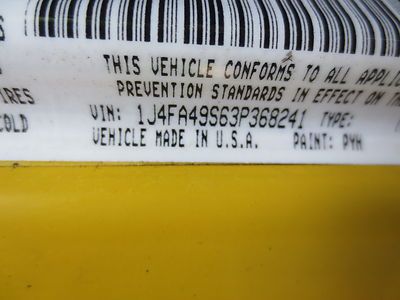 THIS VEHICLE CONFORMS TO ALL APPLIC
PREVENTION STANDARDS IN EFFECT ON TH
IRES
VIN: 1J4FA49S63P368241 TYPE:
COLD
VEHICLE MADE IN U.S.A. PAINT: PYH